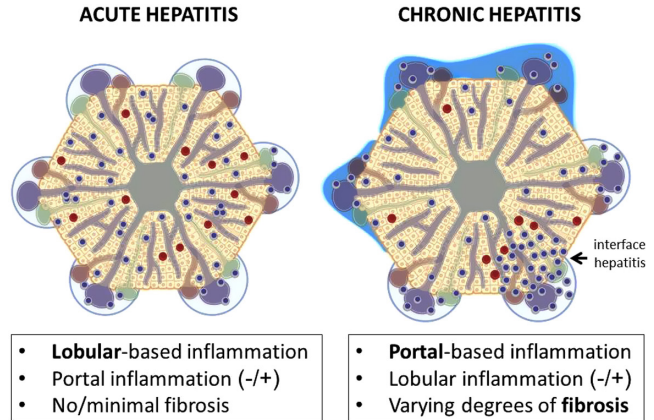 ACUTE HEPATITIS
CHRONIC HEPATITIS
interface
hepatitis
• Lobular-based inflammation
• Portal inflammation (-/+)
• No/minimal fibrosis
• Portal-based inflammation
• Lobular inflammation (-/+)
• Varying degrees of fibrosis